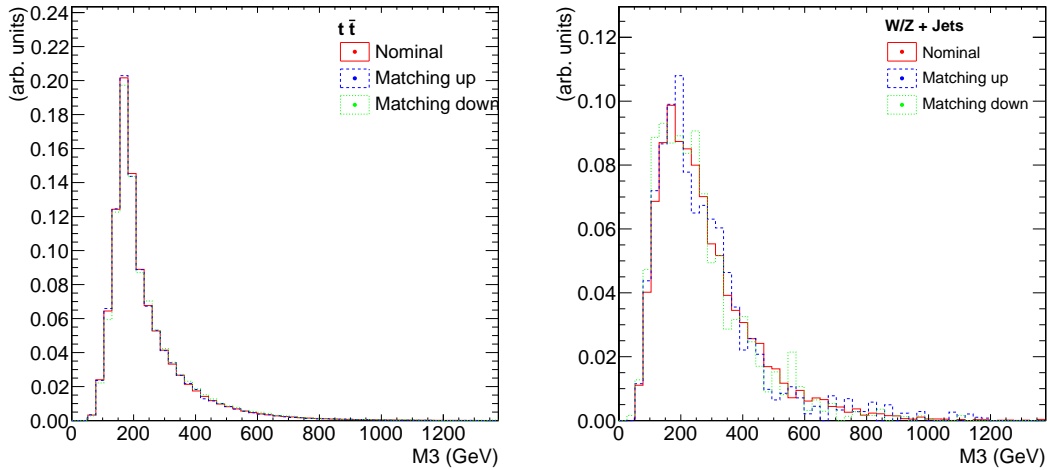 t t̄
Nominal
Matching up
Matching down
(arb. units)
0.24
0.22
0.20
0.18
0.16
0.14
0.12
0.10
0.08
0.06
0.04
0.02
0.00
0 200 400 600 800 1000 1200
M3 (GeV)
W/Z + Jets
Nominal
Matching up
Matching down
(arb. units)
0.12
0.10
0.08
0.06
0.04
0.02
0.00
0 200 400 600 800 1000 1200
M3 (GeV)